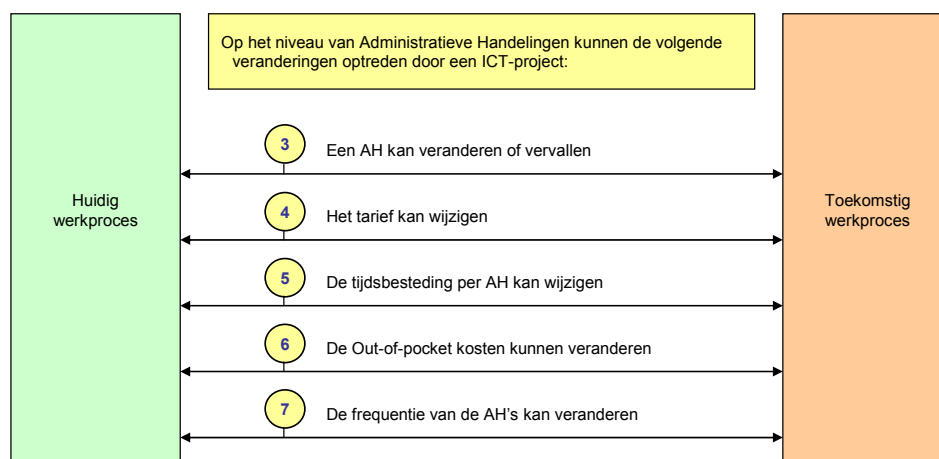 Op het niveau van Administratieve Handelingen kunnen de volgende
veranderingen optreden door een ICT-project:
3
Een AH kan veranderen of vervallen
Huidig
werkproces
Toekomstig
werkproces
4
Het tarief kan wijzigen
5
De tijdsbesteding per AH kan wijzigen
6
De Out-of-pocket kosten kunnen veranderen
7
De frequentie van de AH's kan veranderen